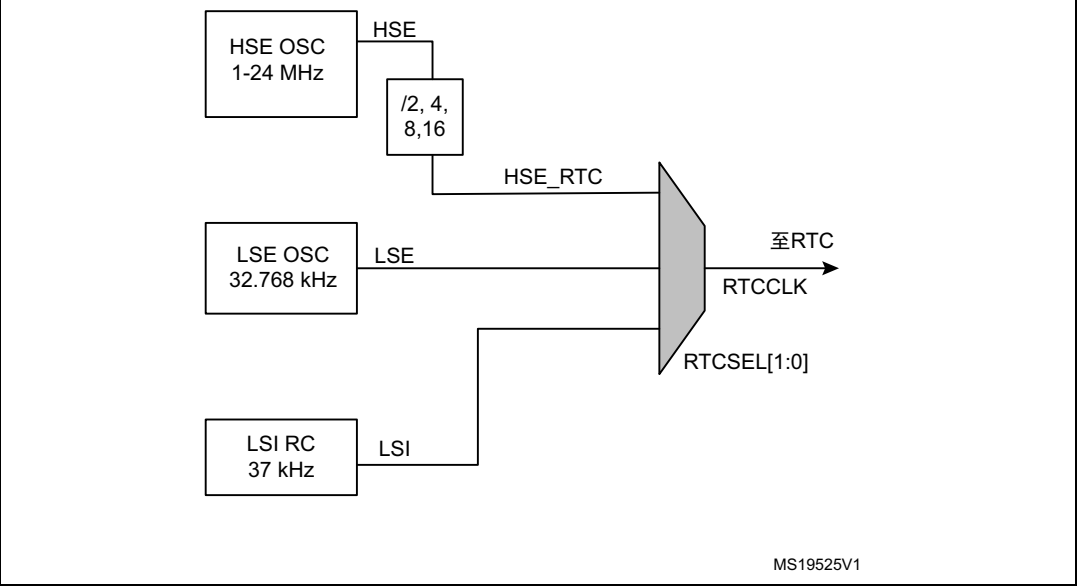 HSE OSC
1-24 MHz
HSE
/2, 4,
8,16
HSE_RTC
LSE OSC
32.768 kHz
LSE
至RTC
RTCCLK
RTCSEL[1:0]
LSI RC
37 kHz
LSI
MS19525V1